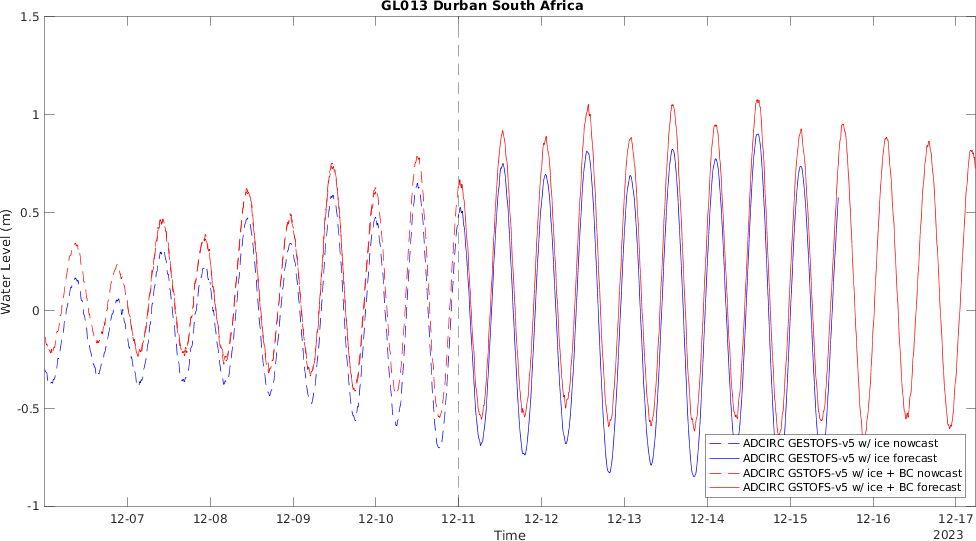 GL013 Durban South Africa
1.5
1
0.5
0
-0.5
-1
Water Level (m)
12-07 12-08 12-09 12-10 12-11 12-12 12-13 12-14 12-15 12-16 12-17
Time
2023
ADCIRC GESTOFS-v5 w/ ice nowcast
ADCIRC GESTOFS-v5 w/ ice forecast
ADCIRC GSTOFS-v5 w/ ice + BC nowcast
ADCIRC GSTOFS-v5 w/ ice + BC forecast